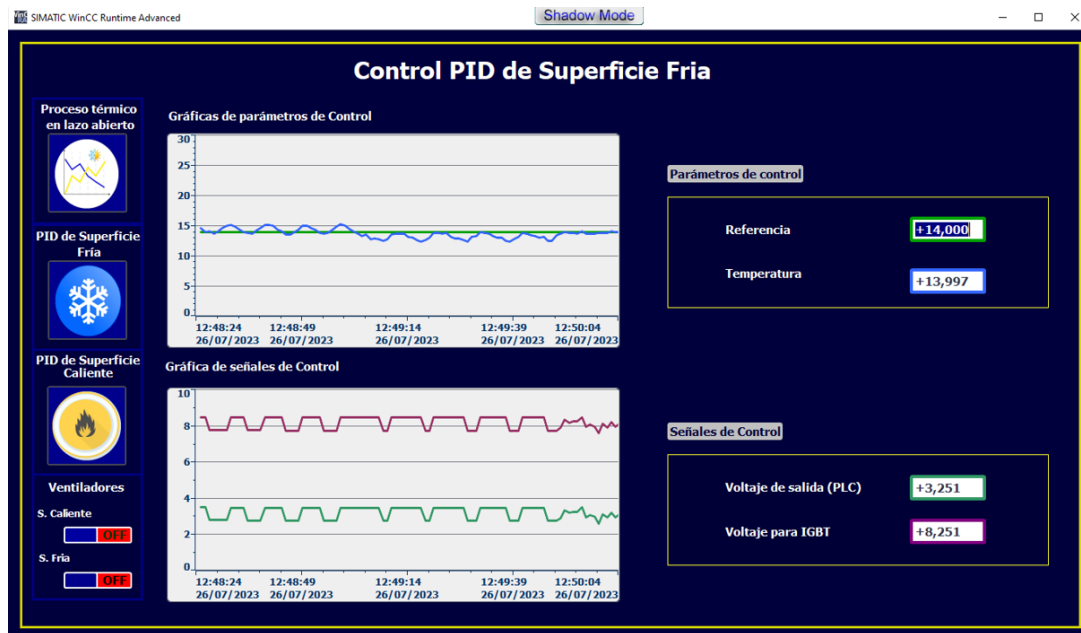 SIMATIC WinCC Runtime Advanced
Shadow Mode
Control PID de Superficie Fria
Proceso térmico
en lazo abierto
PID de Superficie
Fría
PID de Superficie
Caliente
Ventiladores
S. Caliente
OFF
S. Fria
OFF
Gráficas de parámetros de Control
30
25
20
15
10
5
0
12:48:24 12:48:49 12:49:14 12:49:39 12:50:04
26/07/2023 26/07/2023 26/07/2023 26/07/2023 26/07/2023
Gráfica de señales de Control
10
8
6
4
2
0
12:48:24 12:48:49 12:49:14 12:49:39 12:50:04
26/07/2023 26/07/2023 26/07/2023 26/07/2023 26/07/2023
Parámetros de control
Referencia +14,000
Temperatura +13,997
Señales de Control
Voltaje de salida (PLC) +3,251
Voltaje para IGBT +8,251